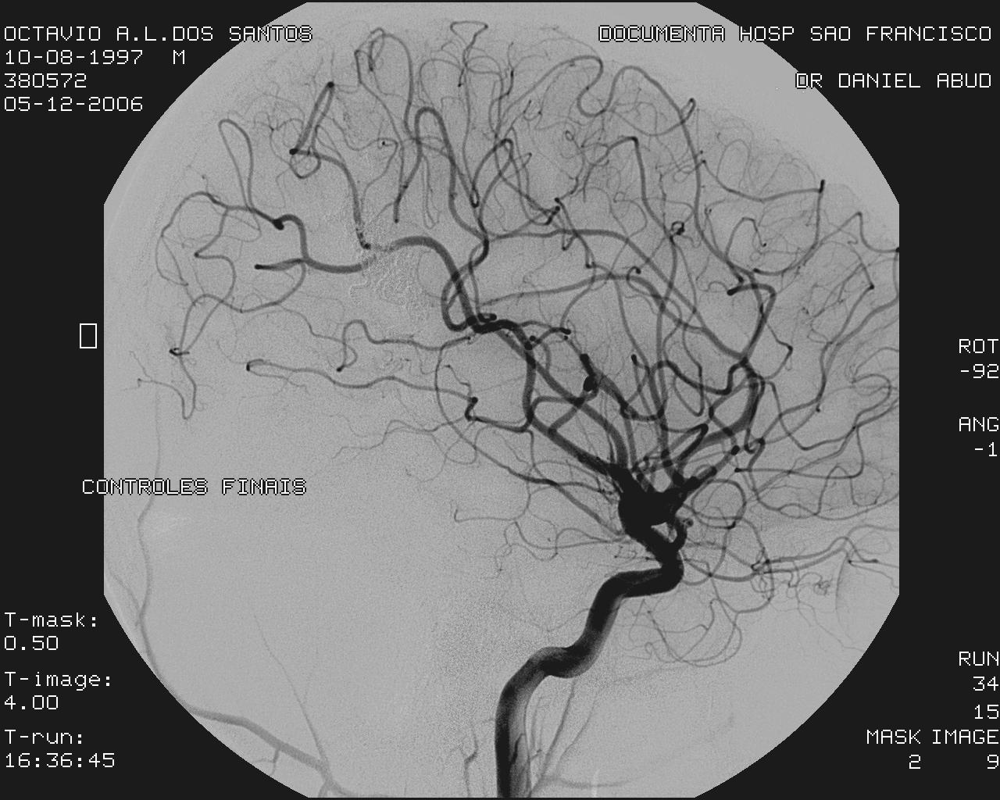 OCTAVIO A.L.DOS SANTOS
10-08-1997 M
380572
05-12-2006
DOCUMENTA HOSP SAO FRANCISCO
DR DANIEL ABUD
ROT
-92
ANG
-1
CONTROLES FINAIS
T-mask:
0.50
T-image:
4.00
T-run:
16:36:45
RUN
34
15
MASK IMAGE
2 9